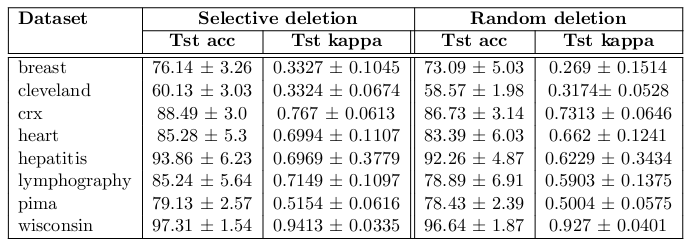 Dataset Selective deletion Random deletion
Tst acc Tst kappa Tst acc Tst kappa
breast 76.14 ± 3.26 0.3327 ± 0.1045 73.09 ± 5.03 0.269 ± 0.1514
cleveland 60.13 ± 3.03 0.3324 ± 0.0674 58.57 ± 1.98 0.3174± 0.0528
crx 88.49 ± 3.0 0.767 ± 0.0613 86.73 ± 3.14 0.7313 ± 0.0646
heart 85.28 ± 5.3 0.6994 ± 0.1107 83.39 ± 6.03 0.662 ± 0.1241
hepatitis 93.86 ± 6.23 0.6969 ± 0.3779 92.26 ± 4.87 0.6229 ± 0.3434
lymphography 85.24 ± 5.64 0.7149 ± 0.1097 78.89 ± 6.91 0.5903 ± 0.1375
pima 79.13 ± 2.57 0.5154 ± 0.0616 78.43 ± 2.39 0.5004 ± 0.0575
wisconsin 97.31 ± 1.54 0.9413 ± 0.0335 96.64 ± 1.87 0.927 ± 0.0401